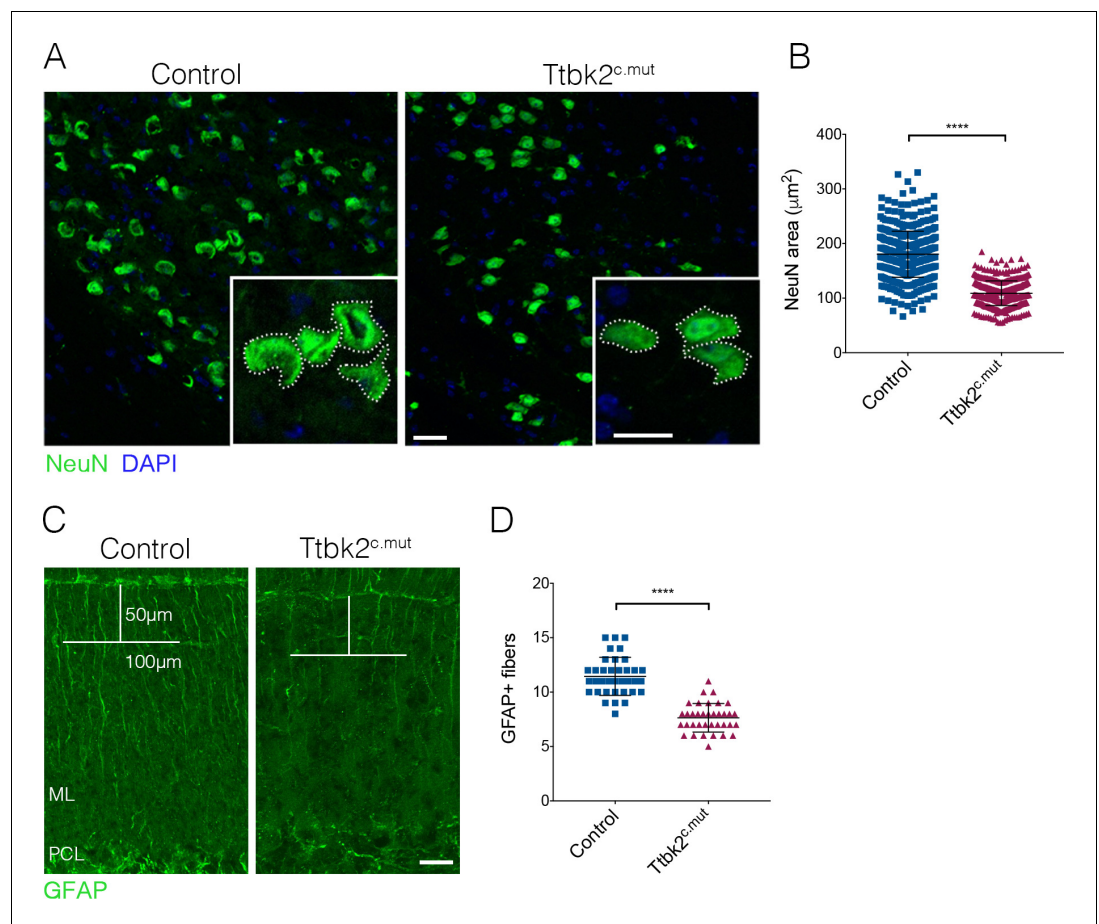 A
Control
Ttbk2c.mut
NeuN DAPI
B
****
NeuN area (μm2)
400
300
200
100
0
Control
Ttbk2c.mut
C
Control
Ttbk2c.mut
50μm
100μm
ML
PCL
GFAP
D
****
GFAP+ fibers
20
15
10
5
0
Control
Ttbk2c.mut